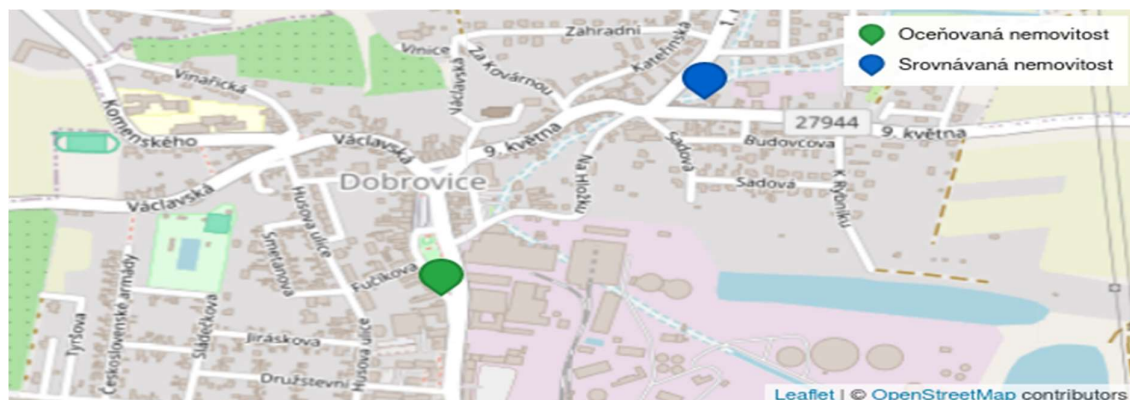 Oceňovaná nemovitost
Srovnávaná nemovitost
Zahradní
Kateřinská
1.
Vinice
Za Kovárnou
Václavská
Vinařická
Komenského
Václavská
9. května
27944
9. května
Sadová
Budovcova
Na Hložku
Dobrovice
Sadová
K Rybníku
Václavská
Husova ulice
Smetanova
Fučíkova
Československé armády
Sládečkova
Tyršova
Jiráskova
Husova ulice
Družstevní
Leaflet | © OpenStreetMap contributors